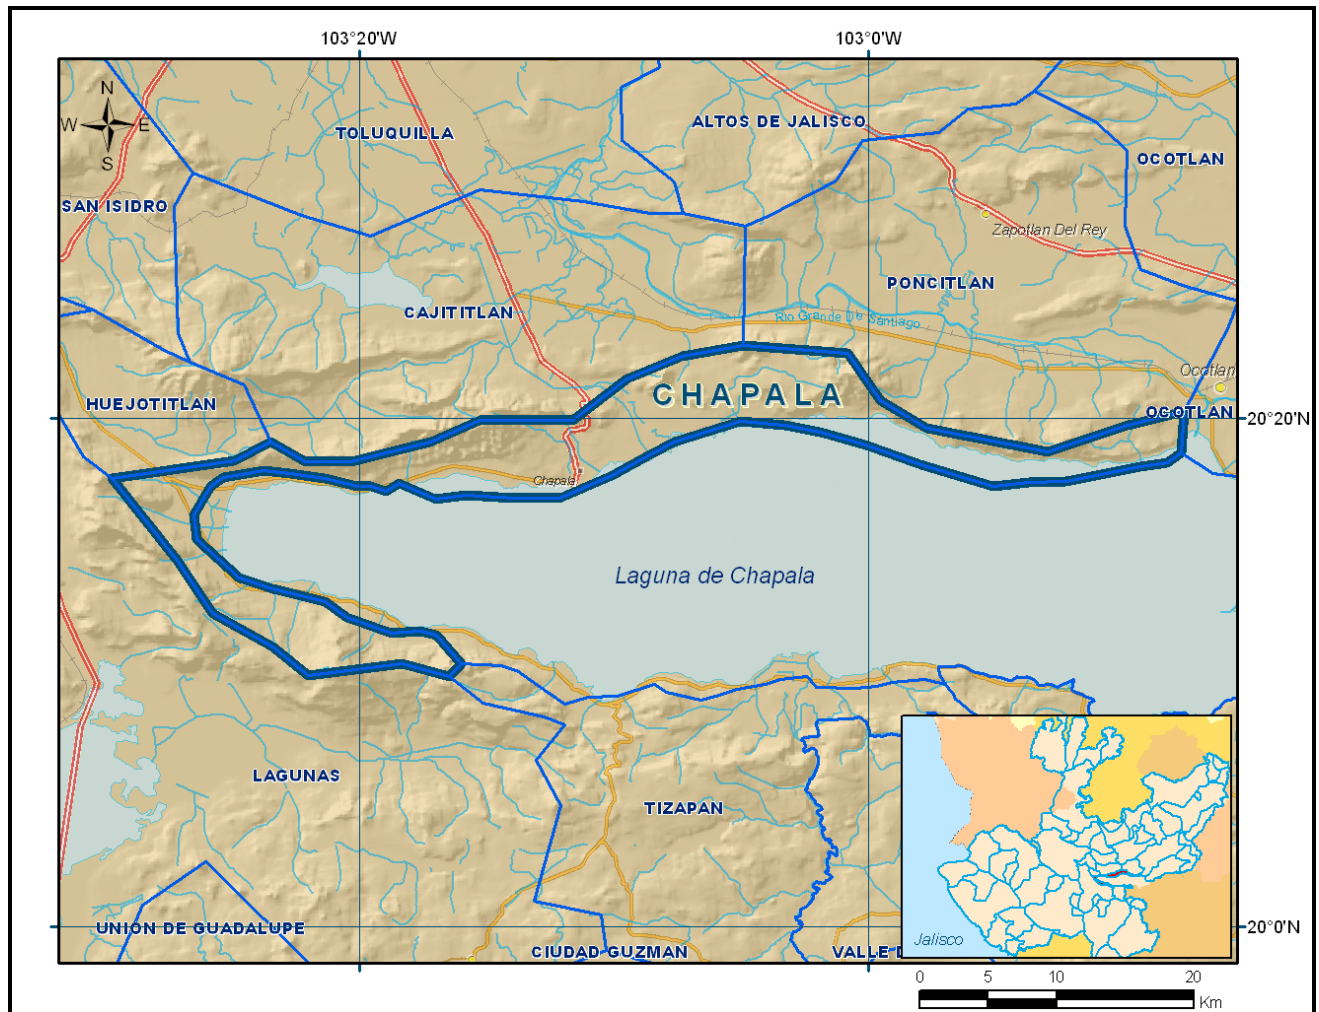 103°20'W
103°0'W
N
W
E
S
TOLUQUILLA
ALTOS DE JALISCO
OCOTLAN
SAN ISIDRO
Zapotlan Del Rey
PONCITLAN
CAJITITLAN
Rio Grande De Santiago
Ocotlan
CHAPALA
HUEJOTITLAN
OCOTLAN
20°20'N
Chapala
Laguna de Chapala
LAGUNAS
TIZAPAN
UNION DE GUADALUPE
20°0'N
CIUDAD GUZMAN
VALLE D
Jalisco
0
5
10
20
Km